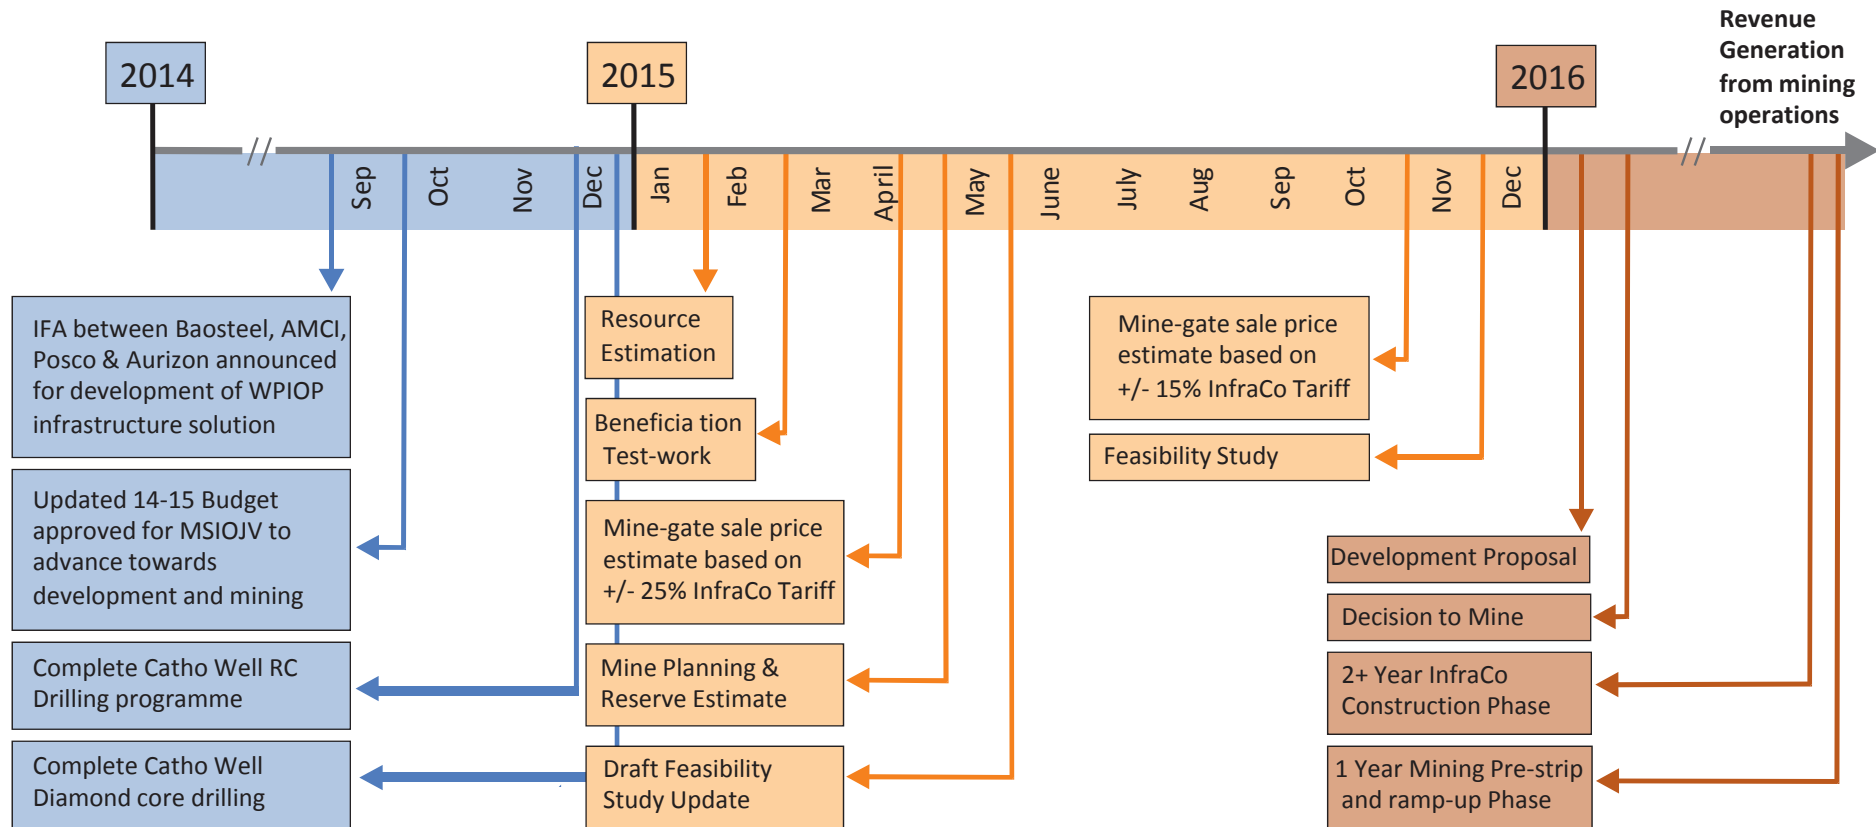 Revenue
Generation
from mining
operations
2014
2015
2016
Sep
Oct
Nov
Dec
Jan
Feb
Mar
April
May
June
July
Aug
Sep
Oct
Nov
Dec
IFA between Baosteel, AMCI,
Posco & Aurizon announced
for development of WPIOP
infrastructure solution
Updated 14-15 Budget
approved for MSIOJV to
advance towards
development and mining
Complete Catho Well RC
Drilling programme
Complete Catho Well
Diamond core drilling
Resource
Estimation
Beneficia tion
Test-work
Mine-gate sale price
estimate based on
+/- 25% InfraCo Tariff
Mine Planning &
Reserve Estimate
Draft Feasibility
Study Update
Mine-gate sale price
estimate based on
+/- 15% InfraCo Tariff
Feasibility Study
Development Proposal
Decision to Mine
2+ Year InfraCo
Construction Phase
1 Year Mining Pre-strip
and ramp-up Phase